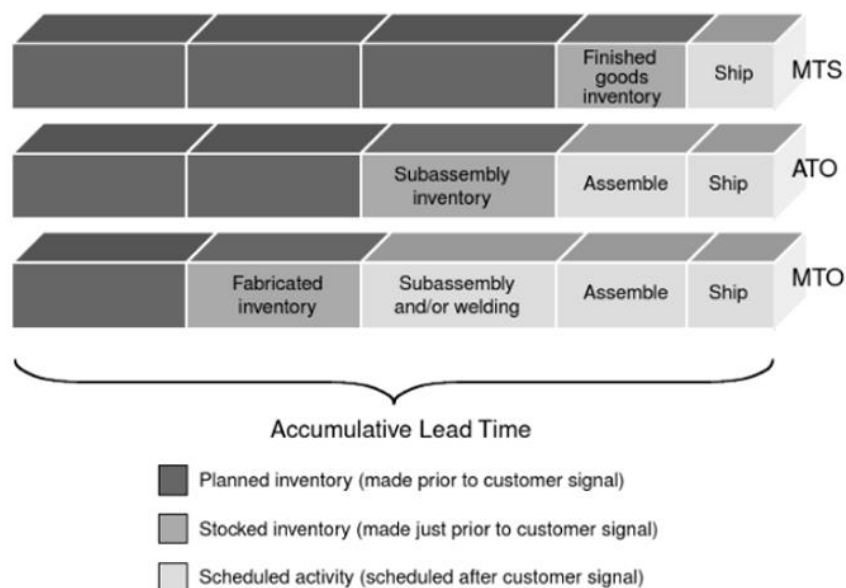 Finished
goods
inventory
Ship
MTS
Subassembly
inventory
Assemble
Ship
ATO
Fabricated
inventory
Subassembly
and/or welding
Assemble
Ship
MTO
Accumulative Lead Time
Planned inventory (made prior to customer signal)
Stocked inventory (made just prior to customer signal)
Scheduled activity (scheduled after customer signal)